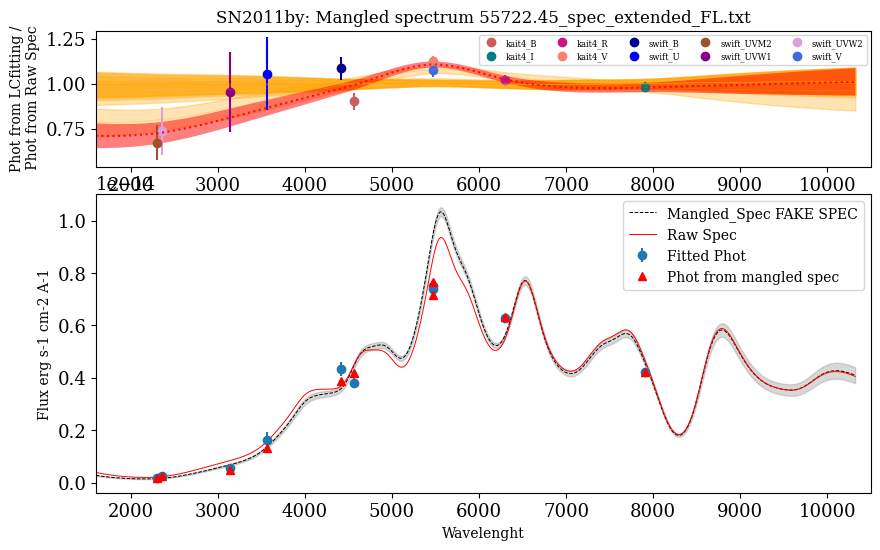 SN2011by: Mangled spectrum 55722.45_spec_extended_FL.txt
Phot from LCfitting /
Phot from Raw Spec
1.25
1.00
0.75
kait4_B kait4_R swift_B swift_UVM2 swift_UVW2
kait4_I kait4_V swift_U swift_UVW1 swift_V
2000 3000 4000 5000 6000 7000 8000 9000 10000
Flux erg s-1 cm-2 A-1
1.0
0.8
0.6
0.4
0.2
0.0
Mangled_Spec FAKE SPEC
Raw Spec
Fitted Phot
Phot from mangled spec
2000 3000 4000 5000 6000 7000 8000 9000 10000
Wavelenght